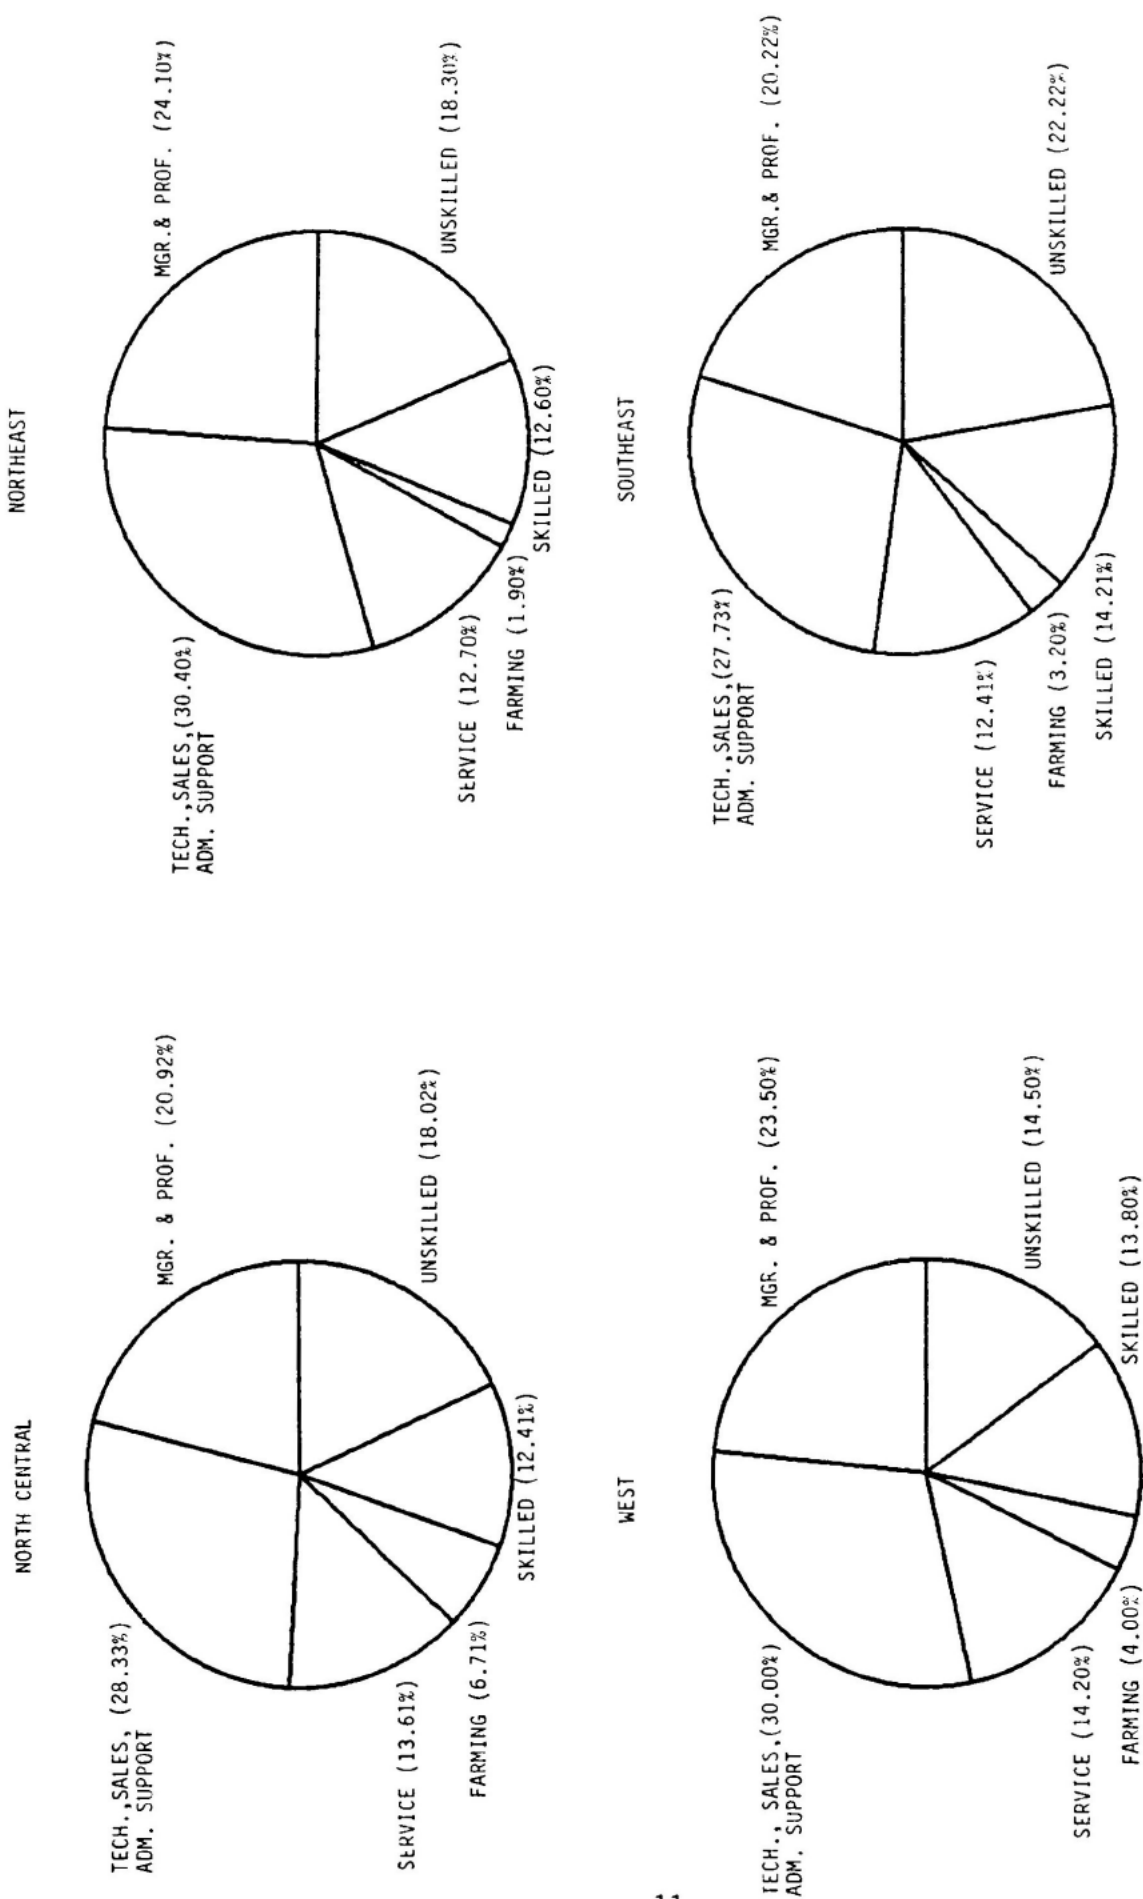 NORTH CENTRAL
MGR. & PROF. (20.92%)
TECH.,SALES, (28.33%)
ADM. SUPPORT
UNSKILLED (18.02%)
SERVICE (13.61%)
FARMING (6.71%)
SKILLED (12.41%)
NORTHEAST
MGR.& PROF. (24.10%)
TECH.,SALES,(30.40%)
ADM. SUPPORT
UNSKILLED (18.30%)
SERVICE (12.70%)
FARMING (1.90%)
SKILLED (12.60%)
WEST
MGR. & PROF. (23.50%)
TECH., SALES,(30.00%)
ADM. SUPPORT
UNSKILLED (14.50%)
SERVICE (14.20%)
FARMING (4.00%)
SKILLED (13.80%)
SOUTHEAST
MGR.& PROF. (20.22%)
TECH.,SALES,(27.73%)
ADM. SUPPORT
UNSKILLED (22.22%)
SERVICE (12.41%)
FARMING (3.20%)
SKILLED (14.21%)
11